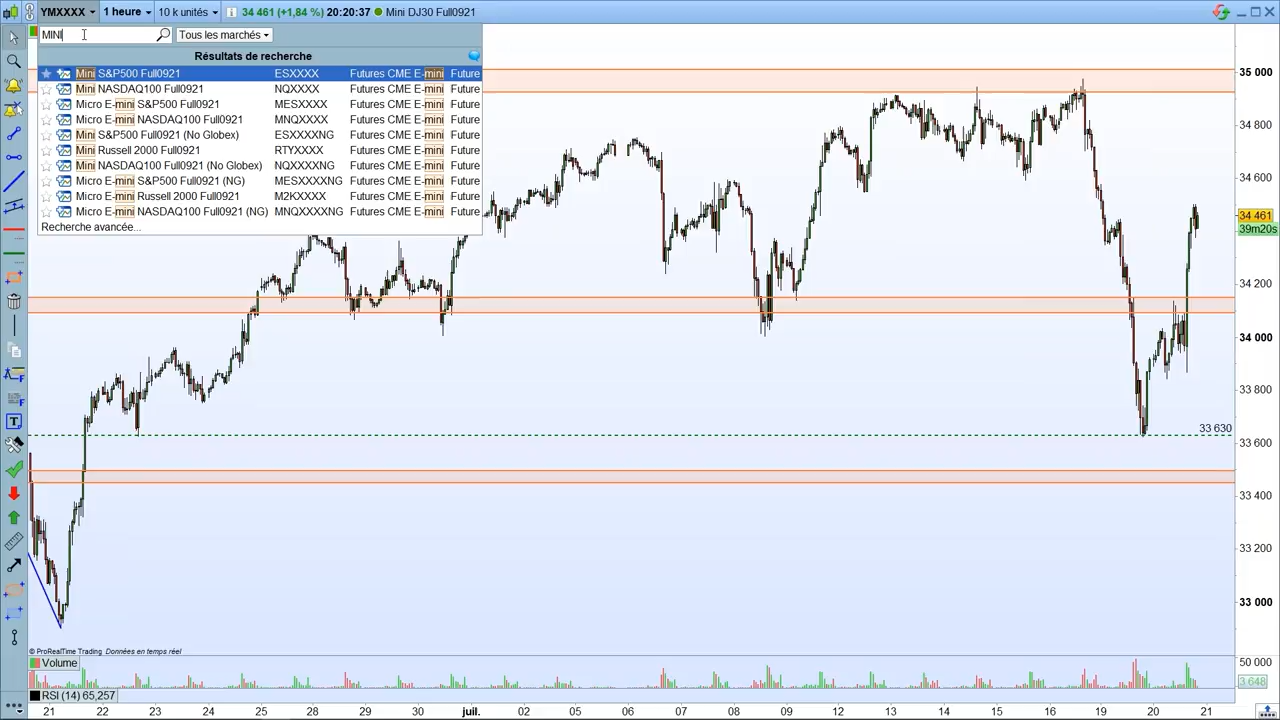 YMXXXX 1 heure 10 k unités 34 461 (+1,84 %) 20:20:37 Mini DJ30 Full0921
MINI Tous les marchés
Résultats de recherche
Mini S&P500 Full0921 ESXXXX Futures CME E-mini Future
Mini NASDAQ100 Full0921 NQXXXX Futures CME E-mini Future
Micro E-mini S&P500 Full0921 MESXXXX Futures CME E-mini Future
Micro E-mini NASDAQ100 Full0921 MNQXXXX Futures CME E-mini Future
Mini S&P500 Full0921 (No Globex) ESXXXXNG Futures CME E-mini Future
Mini Russell 2000 Full0921 RTYXXXX Futures CME E-mini Future
Mini NASDAQ100 Full0921 (No Globex) NQXXXXNG Futures CME E-mini Future
Micro E-mini S&P500 Full0921 (NG) MESXXXXNG Futures CME E-mini Future
Micro E-mini Russell 2000 Full0921 M2KXXXX Futures CME E-mini Future
Micro E-mini NASDAQ100 Full0921 (NG) MNQXXXXNG Futures CME E-mini Future
Recherche avancée...
35 000
34 800
34 600
34 461
39m20s
34 200
34 000
33 800
33 630
33 600
33 400
33 200
33 000
© ProRealTime Trading Données en temps réel
Volume
50 000
3 648
RSI (14) 65,257
21 22 23 24 25 28 29 30 juil. 02 05 06 07 08 09 12 13 14 15 16 19 20 21